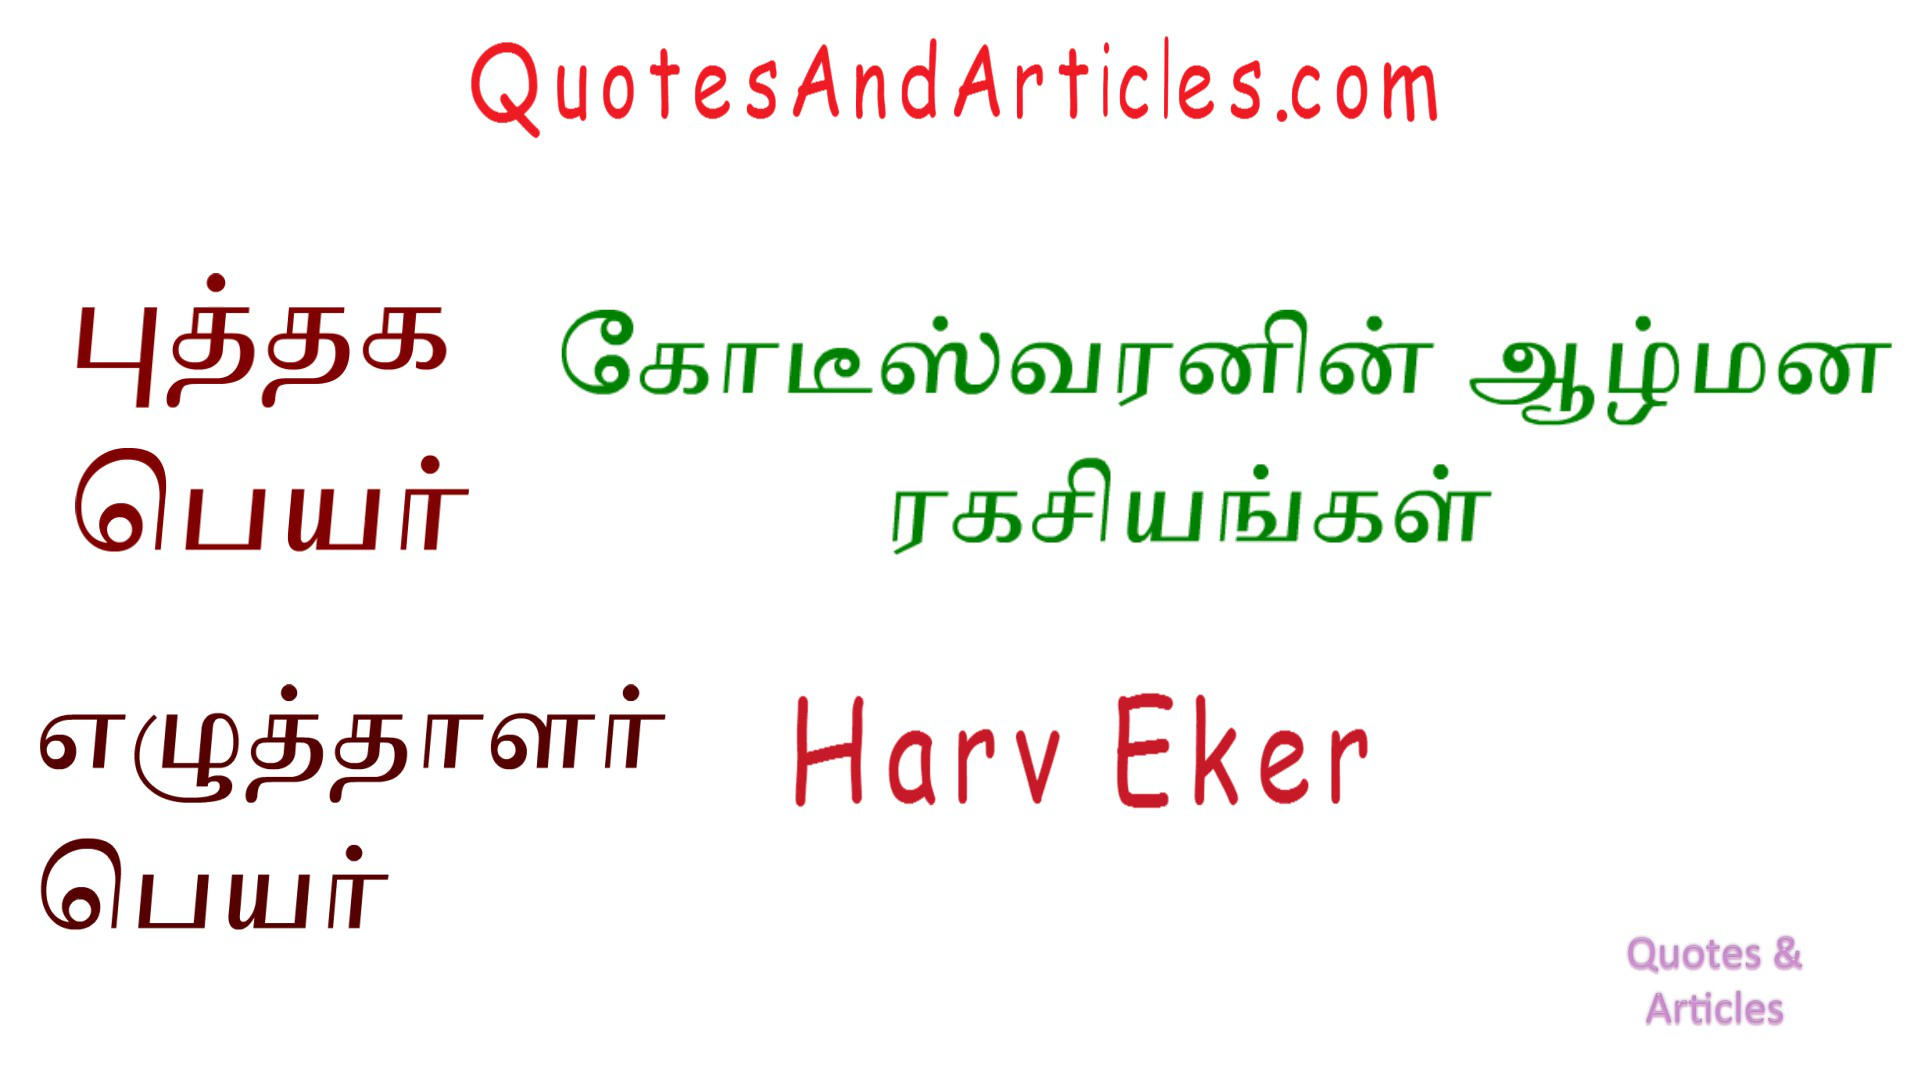 QuotesAndArticles.com
புத்தக
பெயர்
கோடீஸ்வரனின் ஆழ்மன
ரகசியங்கள்
எழுத்தாளர்
பெயர்
Harv Eker
Quotes &
Articles